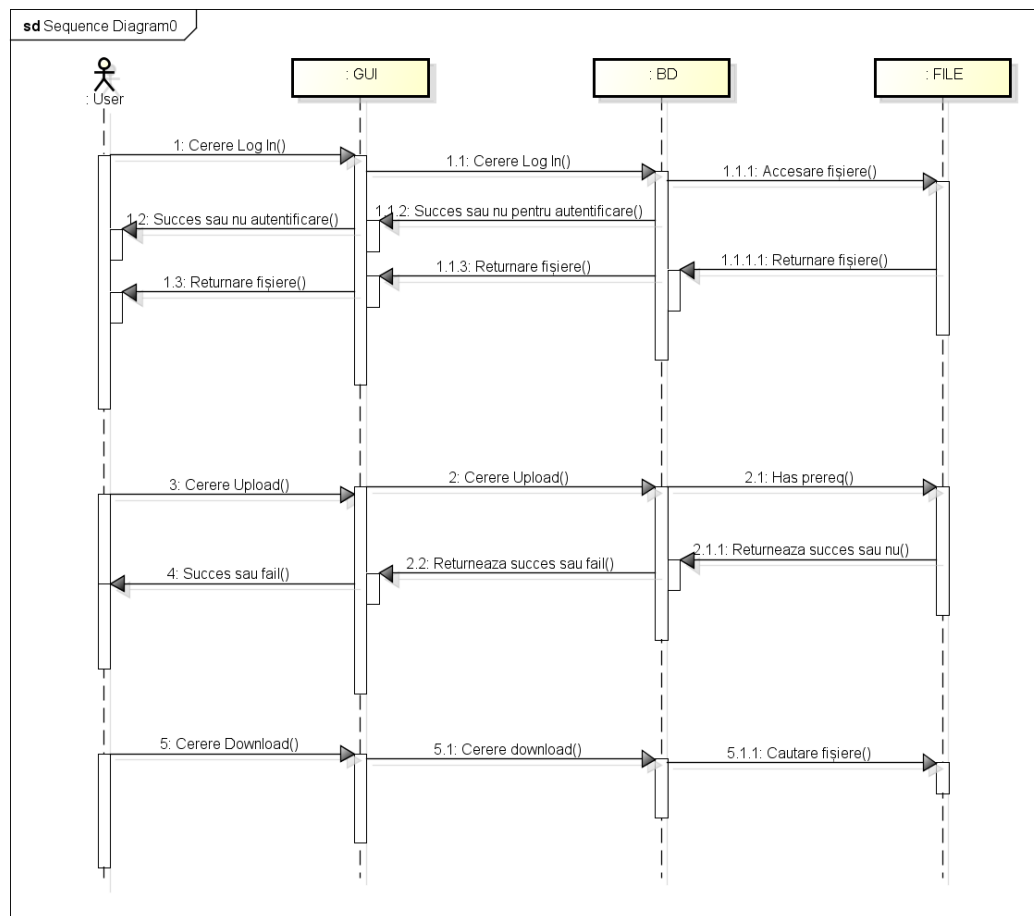 sd Sequence Diagram0
: User
: GUI
: BD
: FILE
1: Cerere Log In()
1.1: Cerere Log In()
1.1.1: Accesare fișiere()
1.2: Succes sau nu autentificare()
1.1.2: Succes sau nu pentru autentificare()
1.1.1.1: Returnare fișiere()
1.1.3: Returnare fișiere()
1.3: Returnare fișiere()
3: Cerere Upload()
2: Cerere Upload()
2.1: Has prereq()
2.1.1: Returneaza succes sau nu()
2.2: Returneaza succes sau fail()
4: Succes sau fail()
5: Cerere Download()
5.1: Cerere download()
5.1.1: Cautare fișiere()